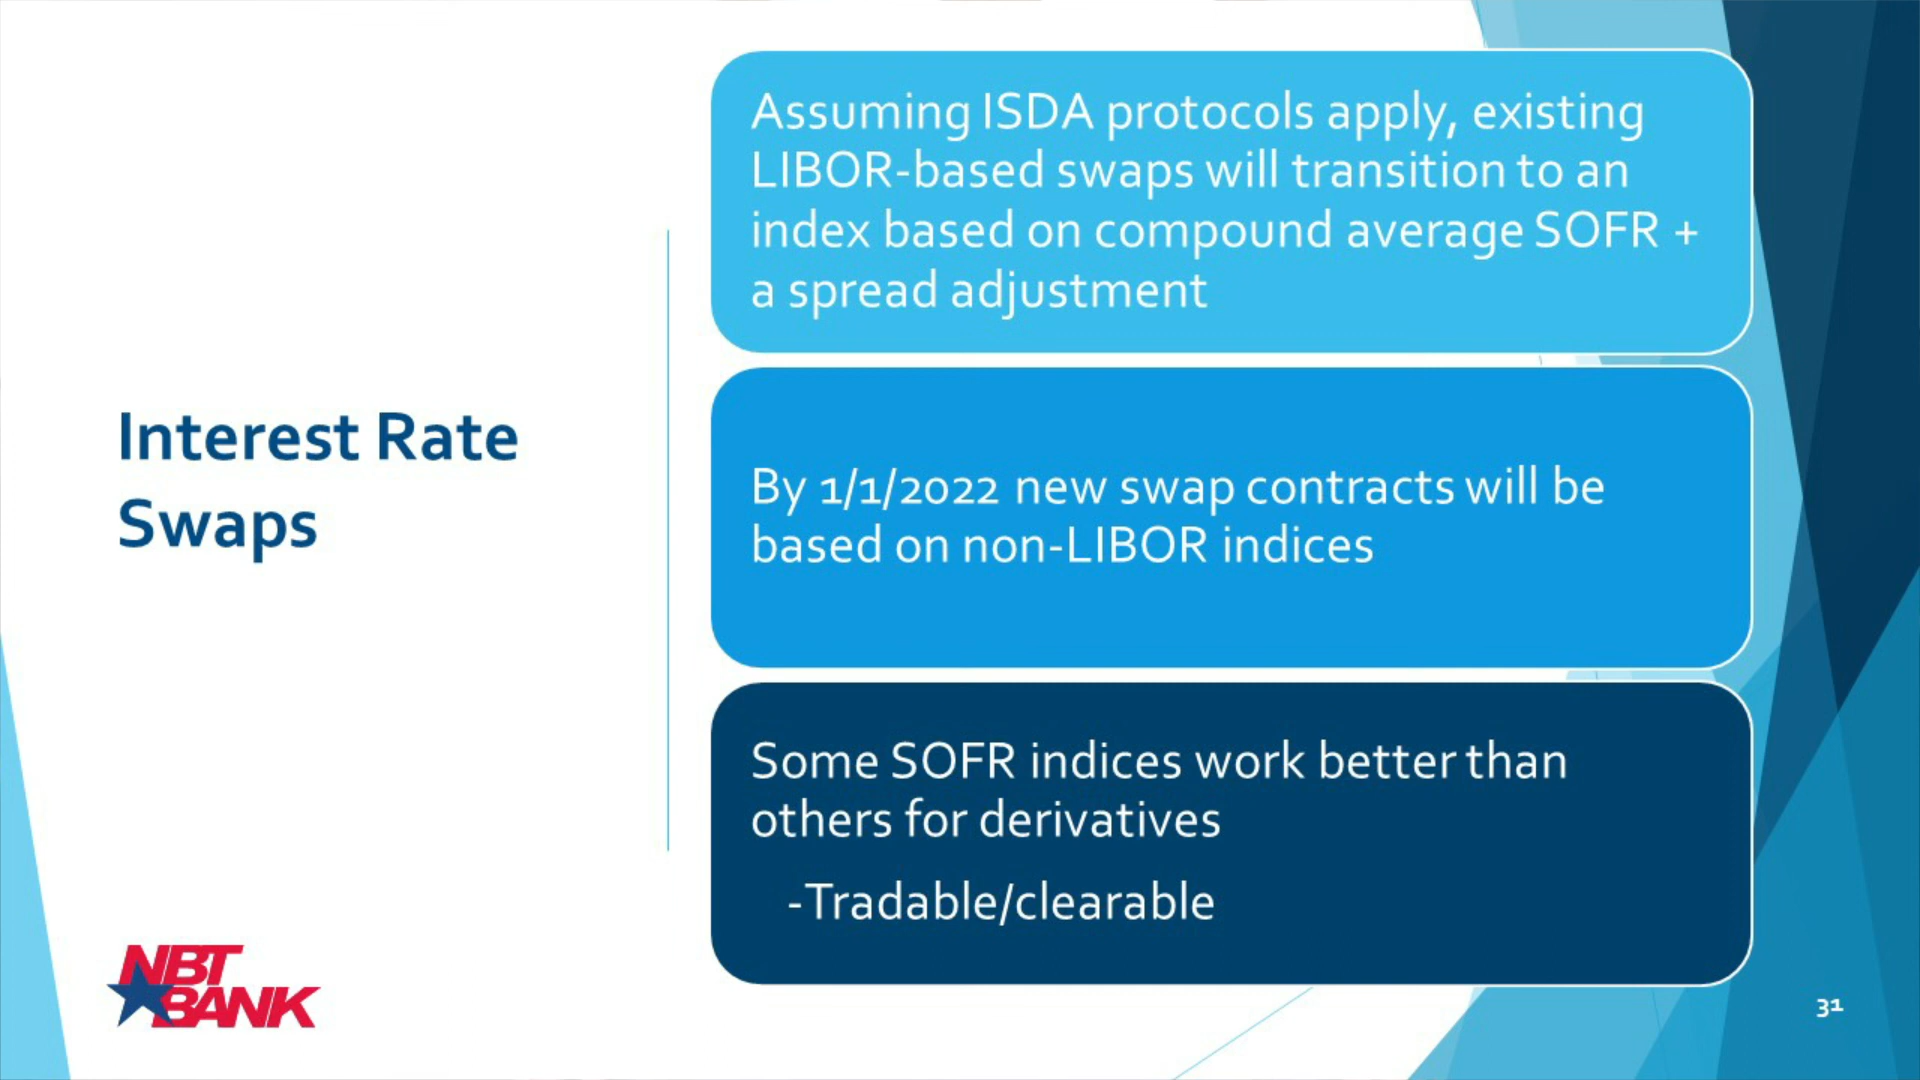 Interest Rate
Swaps
Assuming ISDA protocols apply, existing
LIBOR-based swaps will transition to an
index based on compound average SOFR +
a spread adjustment
By 1/1/2022 new swap contracts will be
based on non-LIBOR indices
Some SOFR indices work better than
others for derivatives
-Tradable/clearable
NBT
BANK
31